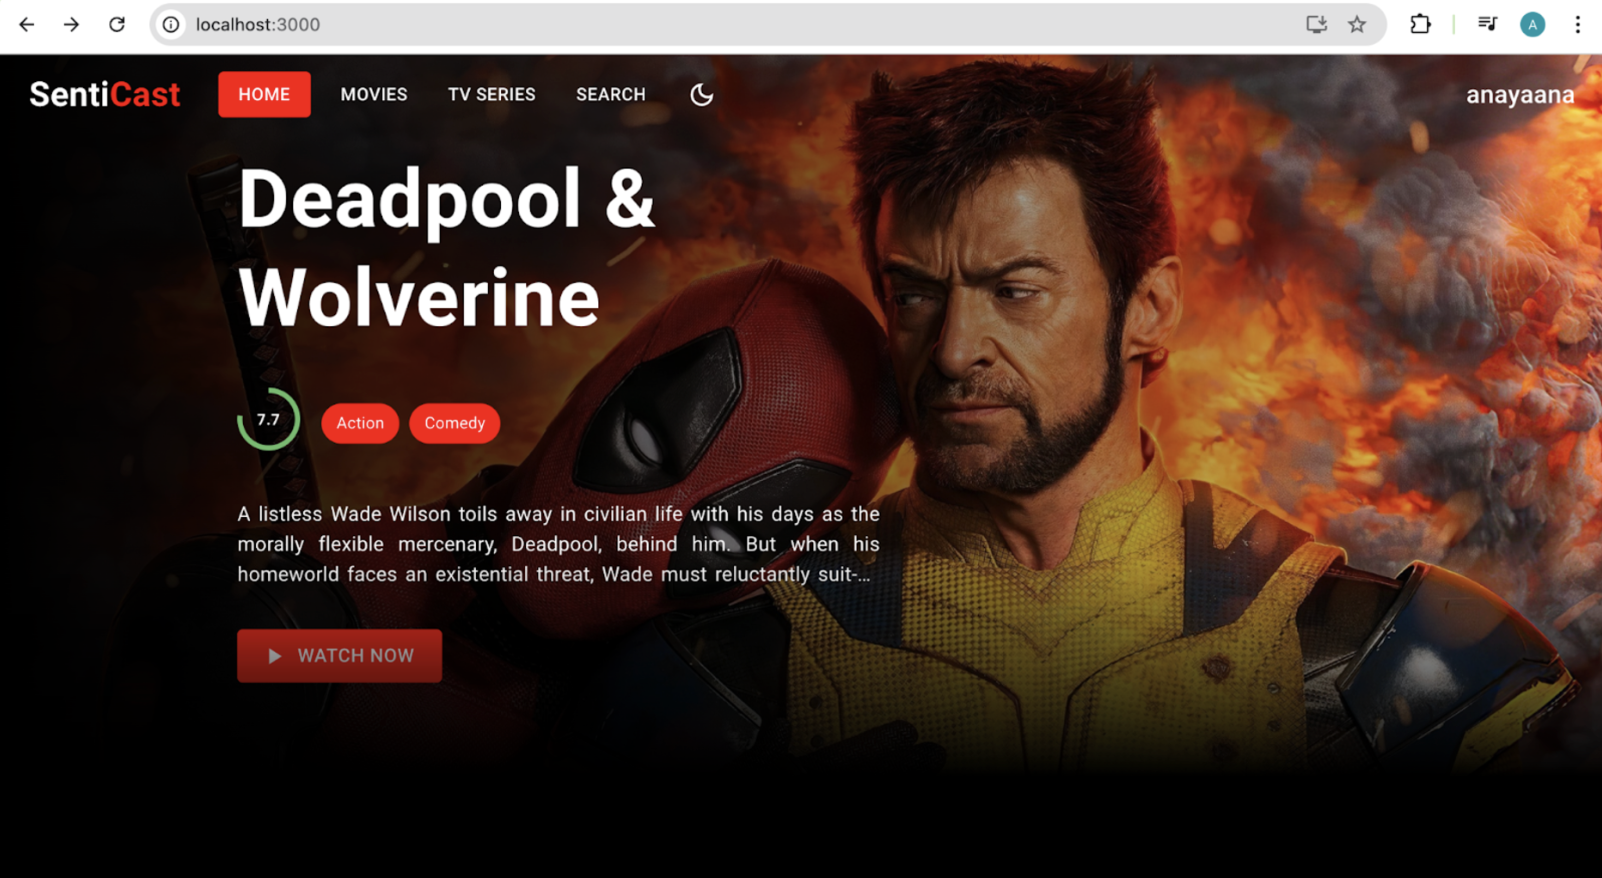 localhost:3000
A
SentiCast
HOME
MOVIES
TV SERIES
SEARCH
anayaana
Deadpool &
Wolverine
7.7
Action
Comedy
A listless Wade Wilson toils away in civilian life with his days as the
morally flexible mercenary, Deadpool, behind him. But when his
homeworld faces an existential threat, Wade must reluctantly suit-...
WATCH NOW